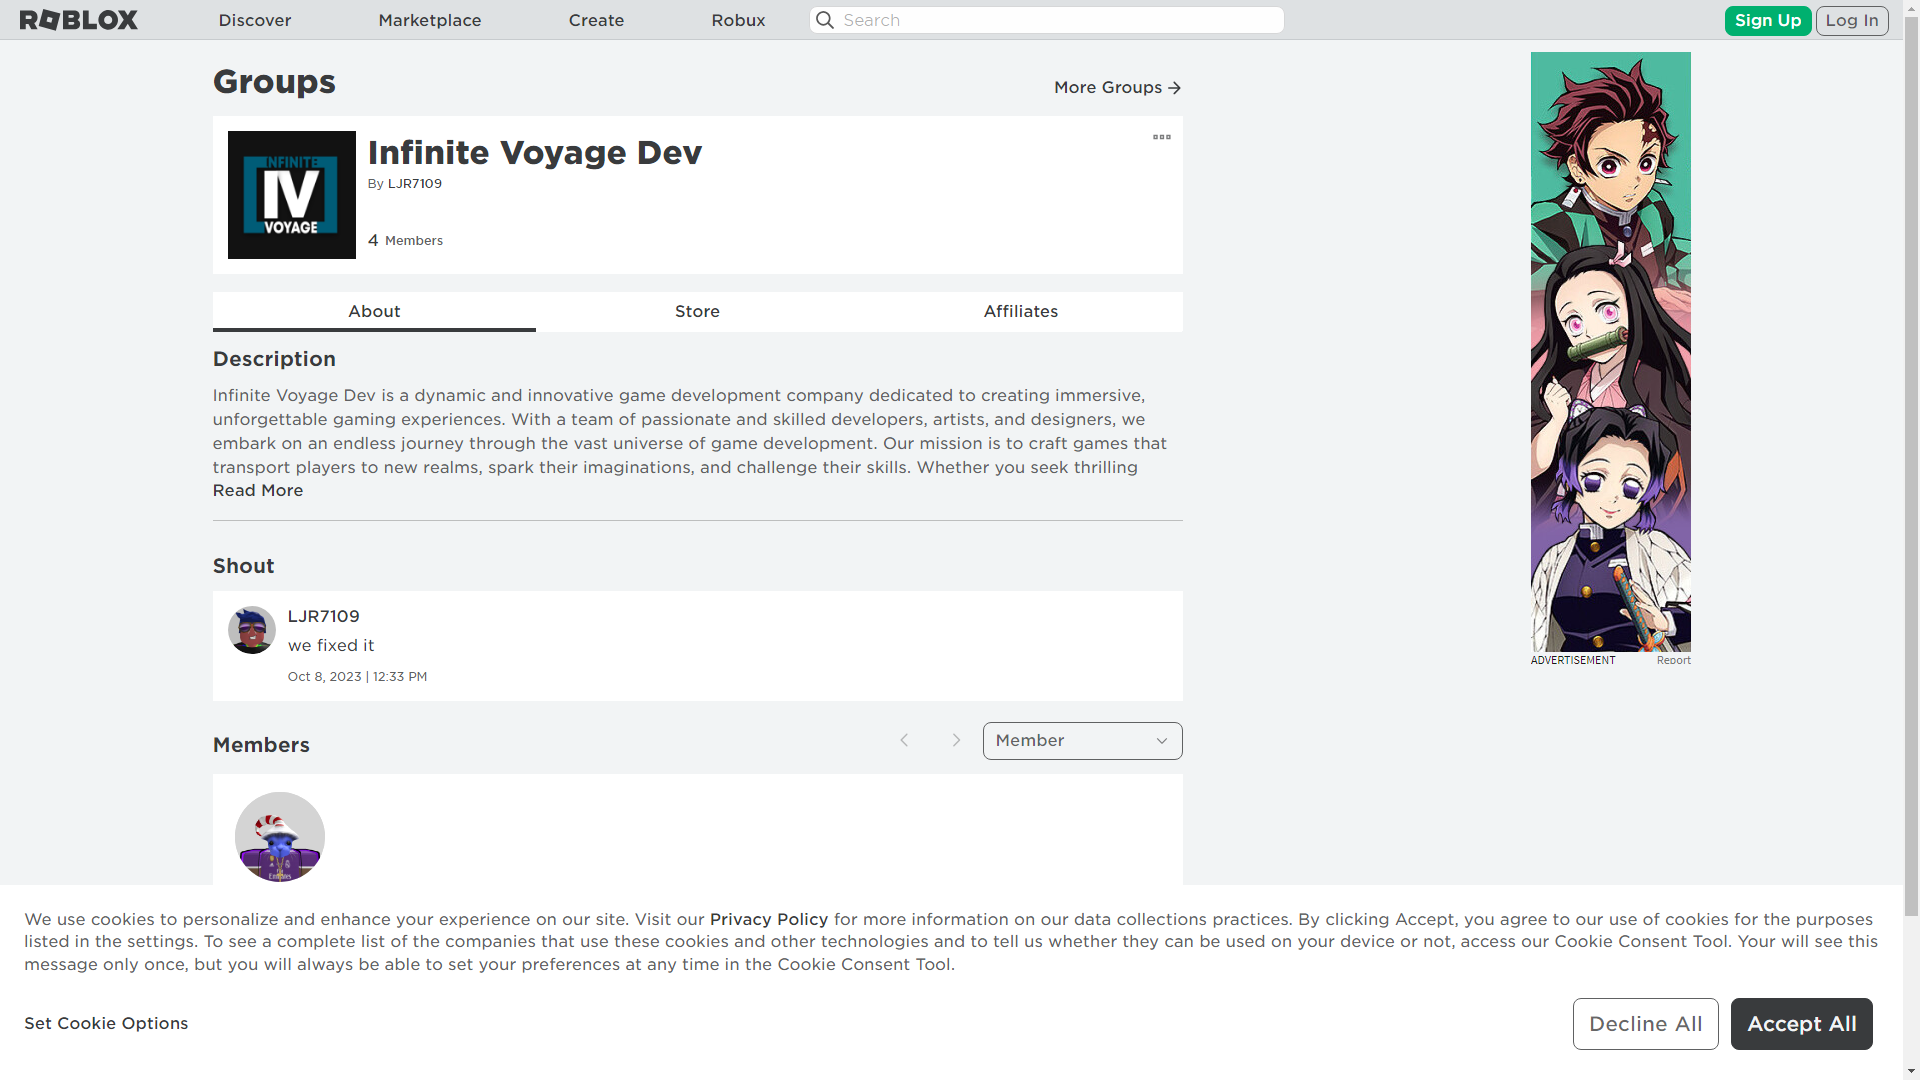 ROBLOX Discover Marketplace Create Robux Search Sign Up Log In
Groups
More Groups
INFINITE
IV
VOYAGE
Infinite Voyage Dev
By LJR7109
4 Members
About Store Affiliates
Description
Infinite Voyage Dev is a dynamic and innovative game development company dedicated to creating immersive,
unforgettable gaming experiences. With a team of passionate and skilled developers, artists, and designers, we
embark on an endless journey through the vast universe of game development. Our mission is to craft games that
transport players to new realms, spark their imaginations, and challenge their skills. Whether you seek thrilling
Read More
Shout
LJR7109
we fixed it
Oct 8, 2023 | 12:33 PM
ADVERTISEMENT Report
Members
Member
We use cookies to personalize and enhance your experience on our site. Visit our Privacy Policy for more information on our data collections practices. By clicking Accept, you agree to our use of cookies for the purposes
listed in the settings. To see a complete list of the companies that use these cookies and other technologies and to tell us whether they can be used on your device or not, access our Cookie Consent Tool. Your will see this
message only once, but you will always be able to set your preferences at any time in the Cookie Consent Tool.
Set Cookie Options
Decline All
Accept All